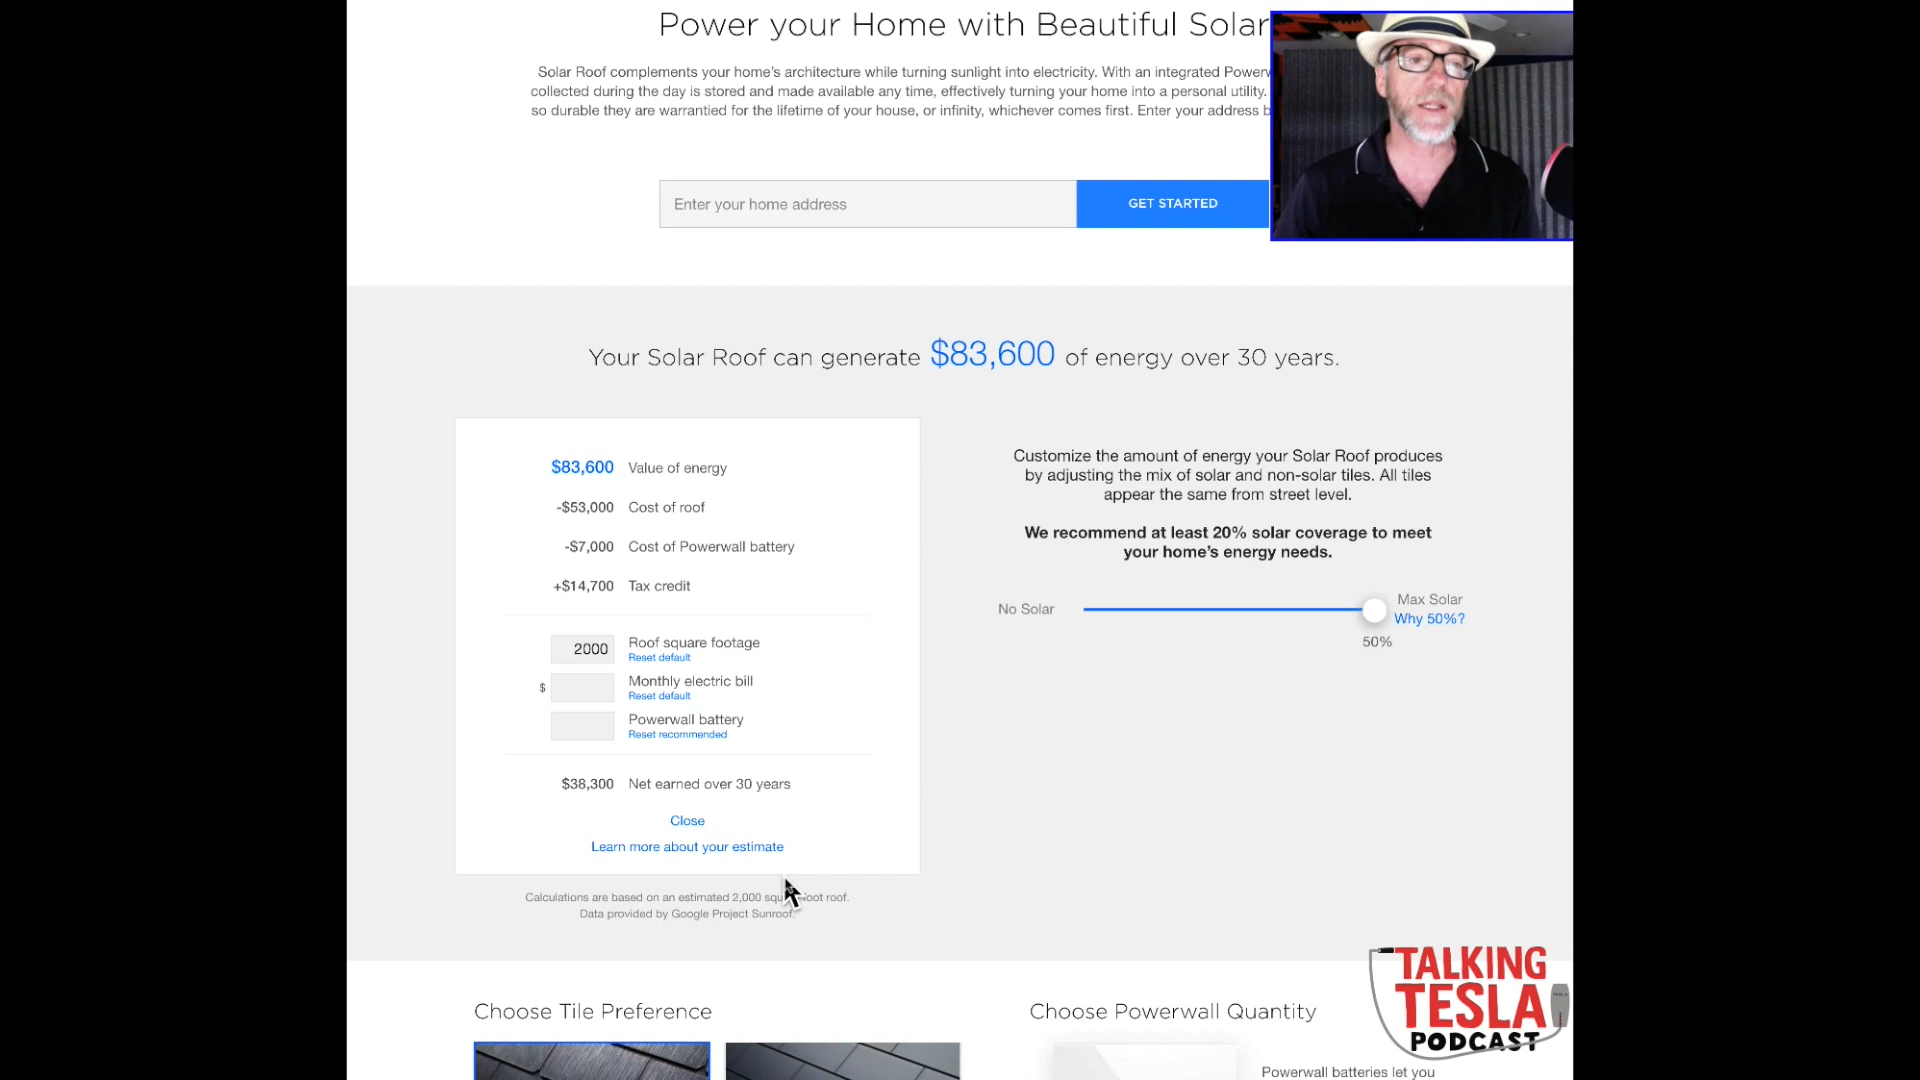 Power your Home with Beautiful Solar
Solar Roof complements your home's architecture while turning sunlight into electricity. With an integrated
collected during the day is stored and made available any time, effectively turning your home into a personal utility.
so durable they are warrantied for the lifetime of your house, or infinity, whichever comes first. Enter your address
Enter your home address
GET STARTED
Your Solar Roof can generate $83,600 of energy over 30 years.
$83,600 Value of energy
-$53,000 Cost of roof
-$7,000 Cost of Powerwall battery
+$14,700 Tax credit
2000 Roof square footage
Reset default
$ Monthly electric bill
Reset default
Powerwall battery
Reset recommended
$38,300 Net earned over 30 years
Close
Learn more about your estimate
Calculations are based on an estimated 2,000 foot roof.
Data provided by Google Project Sunroof.
Customize the amount of energy your Solar Roof produces
by adjusting the mix of solar and non-solar tiles. All tiles
appear the same from street level.
We recommend at least 20% solar coverage to meet
your home's energy needs.
No Solar
Max Solar
Why 50%?
50%
Choose Tile Preference
Choose Powerwall Quantity
Powerwall batteries let you
TALKING
TESLA
PODCAST